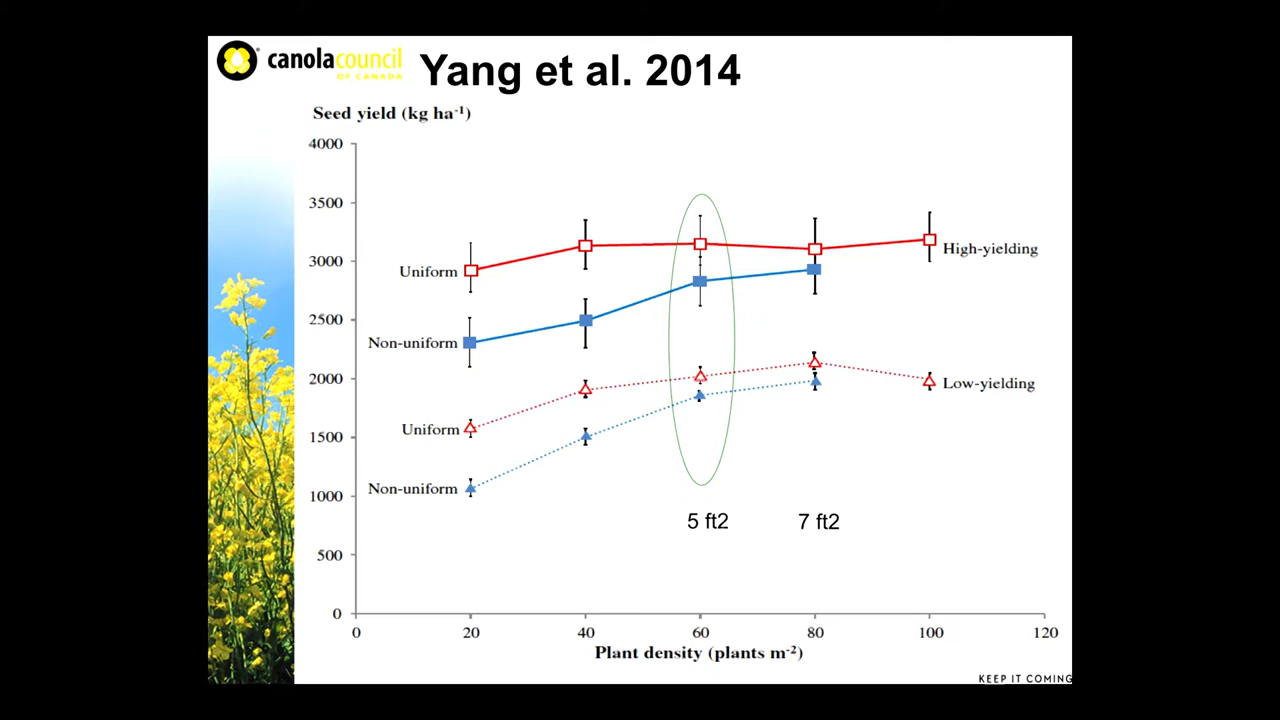 canolacouncil
OF CANADA
Yang et al. 2014
Seed yield (kg ha⁻¹)
4000
3500
3000
2500
2000
1500
1000
500
0
Uniform
High-yielding
Non-uniform
Low-yielding
Uniform
Non-uniform
5 ft2 7 ft2
0 20 40 60 80 100 120
Plant density (plants m⁻²)
KEEP IT COMING